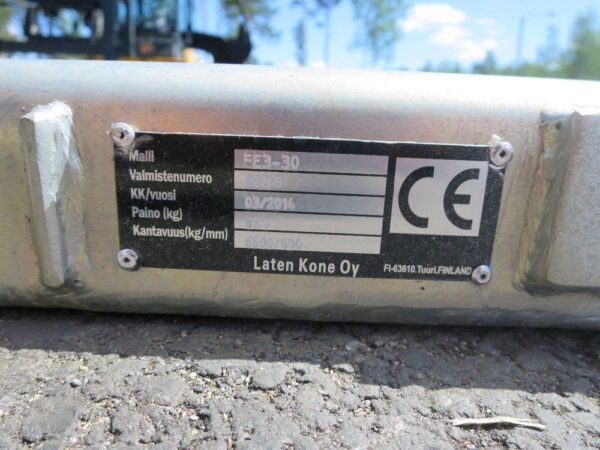 Malli FE3-30
Valmistenumero
KK/vuosi 03/2014
Paino (kg)
Kantavuus(kg/mm)
CE
Laten Kone Oy
FI-63610.Tuuri.FINLAND